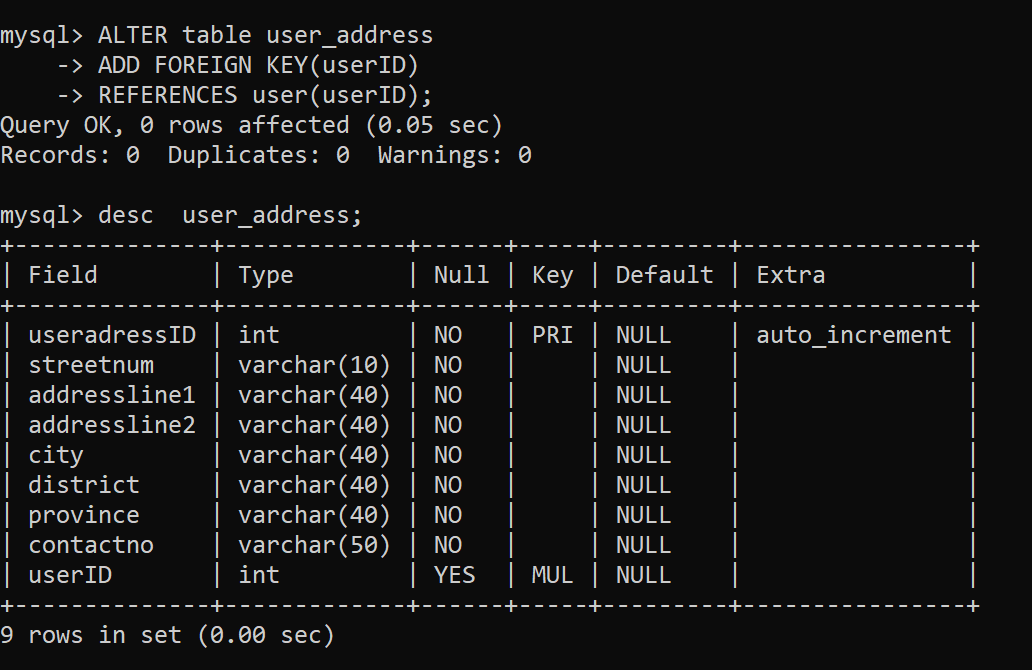 mysql> ALTER table user_address
    -> ADD FOREIGN KEY(userID)
    -> REFERENCES user(userID);
Query OK, 0 rows affected (0.05 sec)
Records: 0  Duplicates: 0  Warnings: 0

mysql> desc  user_address;
+--------------+-------------+------+-----+---------+----------------+
| Field        | Type        | Null | Key | Default | Extra          |
+--------------+-------------+------+-----+---------+----------------+
| useradressID | int         | NO   | PRI | NULL    | auto_increment |
| streetnum    | varchar(10) | NO   |     | NULL    |                |
| addressline1 | varchar(40) | NO   |     | NULL    |                |
| addressline2 | varchar(40) | NO   |     | NULL    |                |
| city         | varchar(40) | NO   |     | NULL    |                |
| district     | varchar(40) | NO   |     | NULL    |                |
| province     | varchar(40) | NO   |     | NULL    |                |
| contactno    | varchar(50) | NO   |     | NULL    |                |
| userID       | int         | YES  | MUL | NULL    |                |
+--------------+-------------+------+-----+---------+----------------+
9 rows in set (0.00 sec)